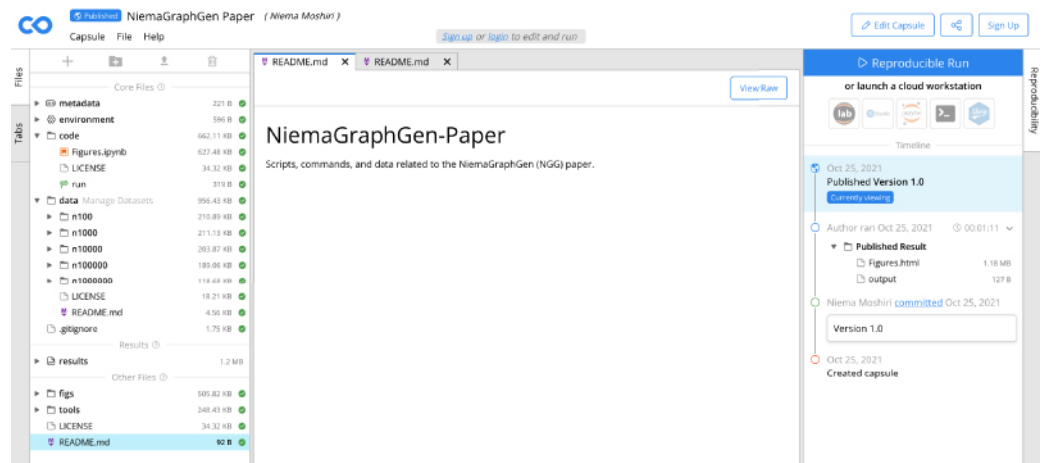 Published NiemaGraphGen Paper ( Niema Moshiri )
Capsule File Help
Sign up or login to edit and run
Edit Capsule
Sign Up
Files
Tabs
Core Files
metadata 221 B
environment 596 B
code 662.11 KB
Figures.ipynb 627.48 KB
LICENSE 34.32 KB
run 319 B
data Manage Datasets 956.43 KB
n100 210.89 KB
n1000 211.13 KB
n10000 203.87 KB
n100000 189.06 KB
n1000000 118.68 KB
LICENSE 18.21 KB
README.md 4.56 KB
.gitignore 1.75 KB
Results
results 1.2 MB
Other Files
figs 505.82 KB
tools 248.43 KB
LICENSE 34.32 KB
README.md 92 B
README.md X README.md X
View Raw
NiemaGraphGen-Paper
Scripts, commands, and data related to the NiemaGraphGen (NGG) paper.
Reproducible Run
or launch a cloud workstation
lab
Timeline
Oct 25, 2021
Published Version 1.0
Currently viewing
Author ran Oct 25, 2021 00:01:11
Published Result
Figures.html 1.18 MB
output 127 B
Niema Moshiri committed Oct 25, 2021
Version 1.0
Oct 25, 2021
Created capsule
Reproducibility